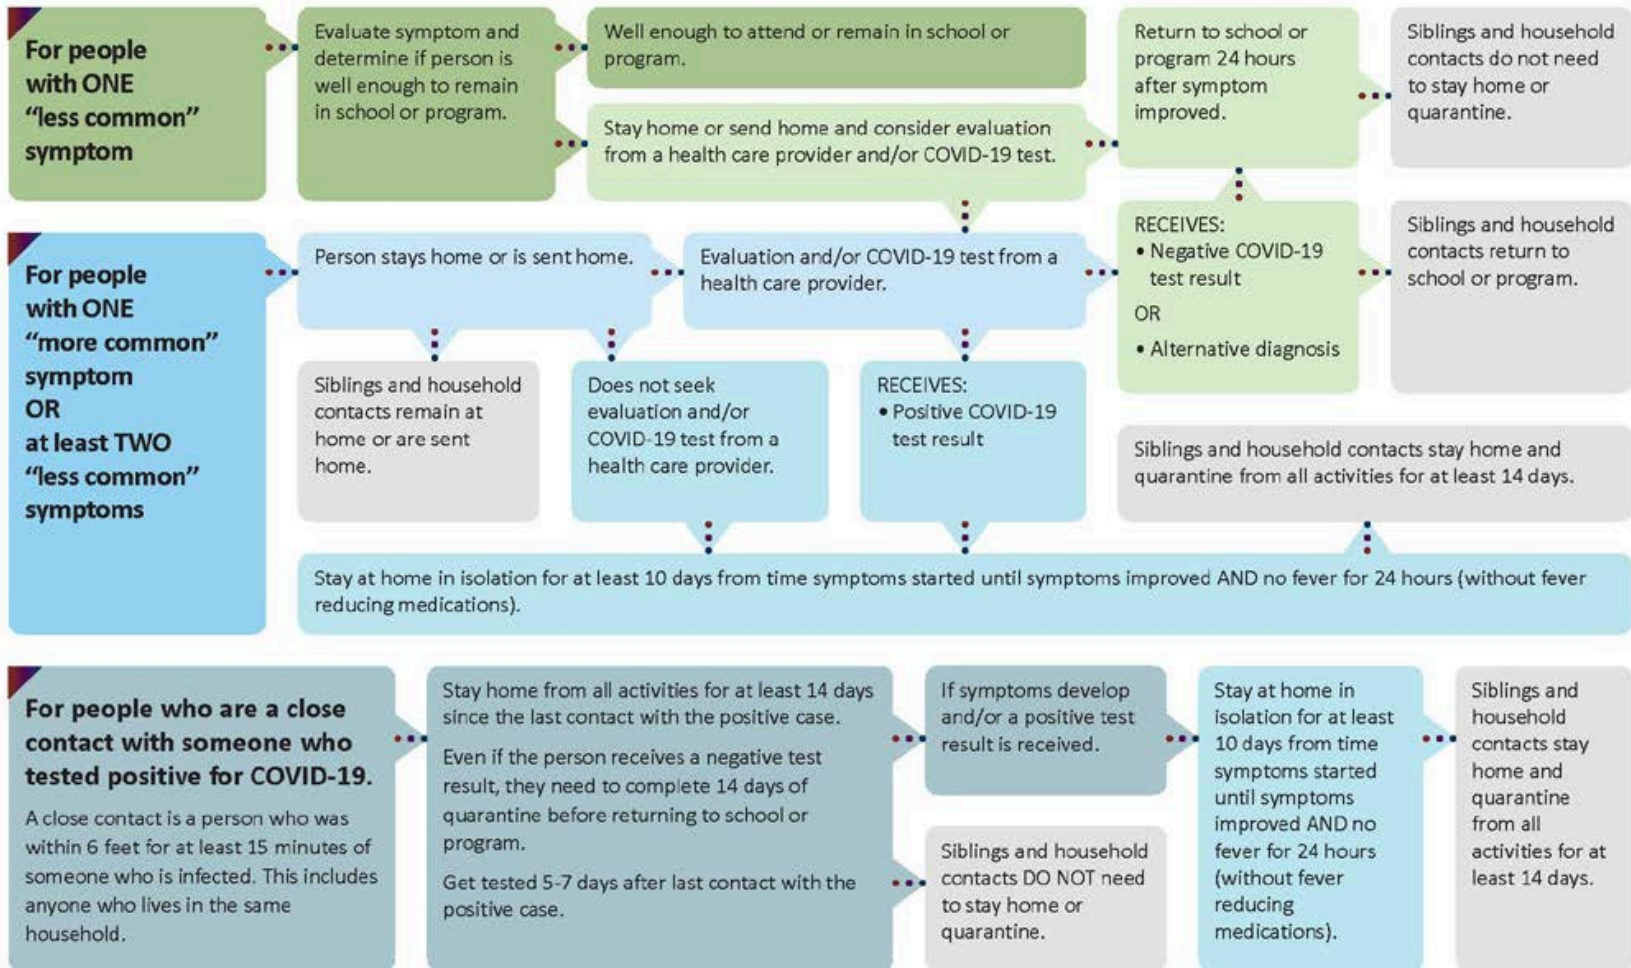 For people
with ONE
“less common”
symptom
Evaluate symptom and
determine if person is
well enough to remain
in school or program.
Well enough to attend or remain in school or
program.
Stay home or send home and consider evaluation
from a health care provider and/or COVID-19 test.
Return to school or
program 24 hours
after symptom
improved.
Siblings and household
contacts do not need
to stay home or
quarantine.
For people
with ONE
“more common”
symptom
OR
at least TWO
“less common”
symptoms
Person stays home or is sent home.
Evaluation and/or COVID-19 test from a
health care provider.
RECEIVES:
• Negative COVID-19
test result
OR
• Alternative diagnosis
Siblings and household
contacts return to
school or program.
Siblings and household
contacts remain at
home or are sent
home.
Does not seek
evaluation and/or
COVID-19 test from a
health care provider.
RECEIVES:
• Positive COVID-19
test result
Siblings and household contacts stay home and
quarantine from all activities for at least 14 days.
Stay at home in isolation for at least 10 days from time symptoms started until symptoms improved AND no fever for 24 hours (without fever
reducing medications).
For people who are a close
contact with someone who
tested positive for COVID-19.
A close contact is a person who was
within 6 feet for at least 15 minutes of
someone who is infected. This includes
anyone who lives in the same
household.
Stay home from all activities for at least 14 days
since the last contact with the positive case.
Even if the person receives a negative test
result, they need to complete 14 days of
quarantine before returning to school or
program.
Get tested 5-7 days after last contact with the
positive case.
If symptoms develop
and/or a positive test
result is received.
Siblings and household
contacts DO NOT need
to stay home or
quarantine.
Stay at home in
isolation for at least
10 days from time
symptoms started
until symptoms
improved AND no
fever for 24 hours
(without fever
reducing
medications).
Siblings and
household
contacts stay
home and
quarantine
from all
activities for at
least 14 days.